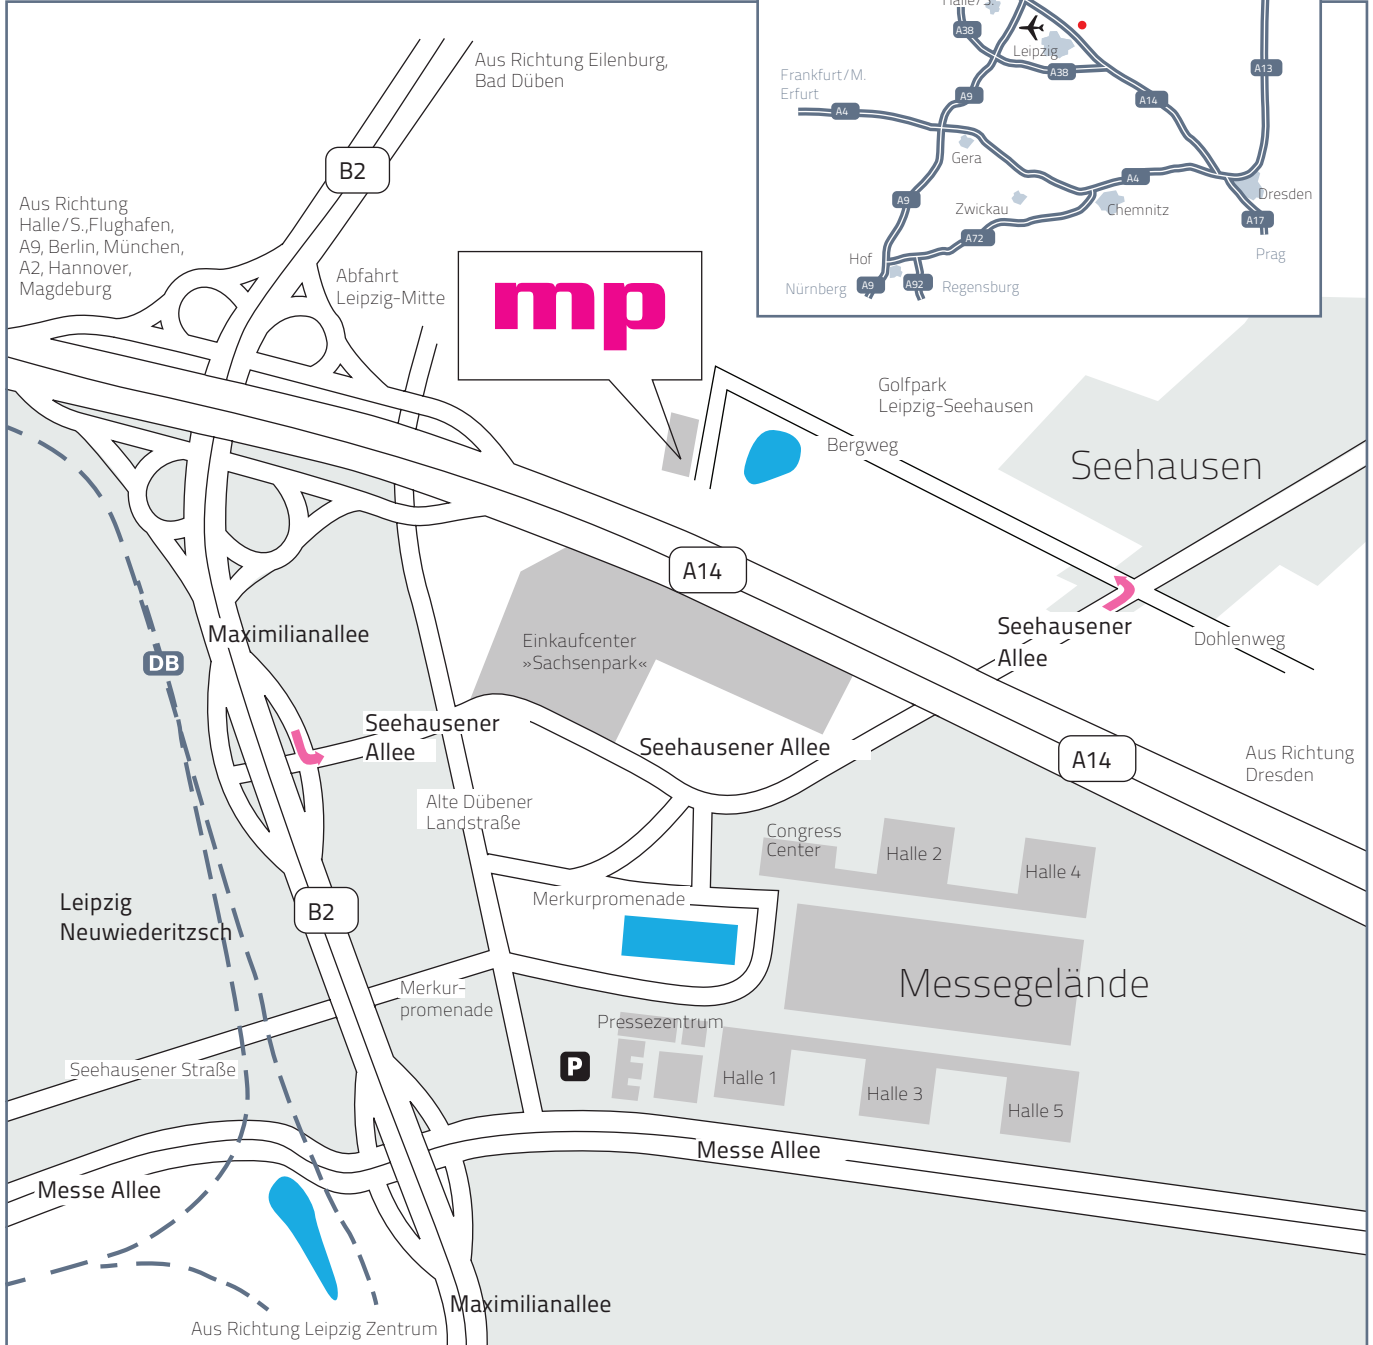 Halle/S.
A38
Leipzig
A38
Frankfurt/M.
Erfurt
A4
A9
A14
A13
Gera
A4
Dresden
A9
Zwickau
Chemnitz
A17
A72
Prag
Hof
Nürnberg
A9
A92
Regensburg
Aus Richtung Eilenburg,
Bad Düben
B2
Aus Richtung
Halle/S.,Flughafen,
A9, Berlin, München,
A2, Hannover,
Magdeburg
Abfahrt
Leipzig-Mitte
mp
Golfpark
Leipzig-Seehausen
Bergweg
Seehausen
A14
Maximilianallee
DB
Einkaufcenter
»Sachsenpark«
Seehausener
Allee
Dohlenweg
Seehausener
Allee
Seehausener Allee
A14
Aus Richtung
Dresden
Alte Dübener
Landstraße
Congress
Center
Halle 2
Halle 4
Leipzig
Neuwiederitzsch
B2
Merkurpromenade
Messegelände
Merkur-
promenade
Pressezentrum
P
Seehausener Straße
Halle 1
Halle 3
Halle 5
Messe Allee
Messe Allee
Maximilianallee
Aus Richtung Leipzig Zentrum